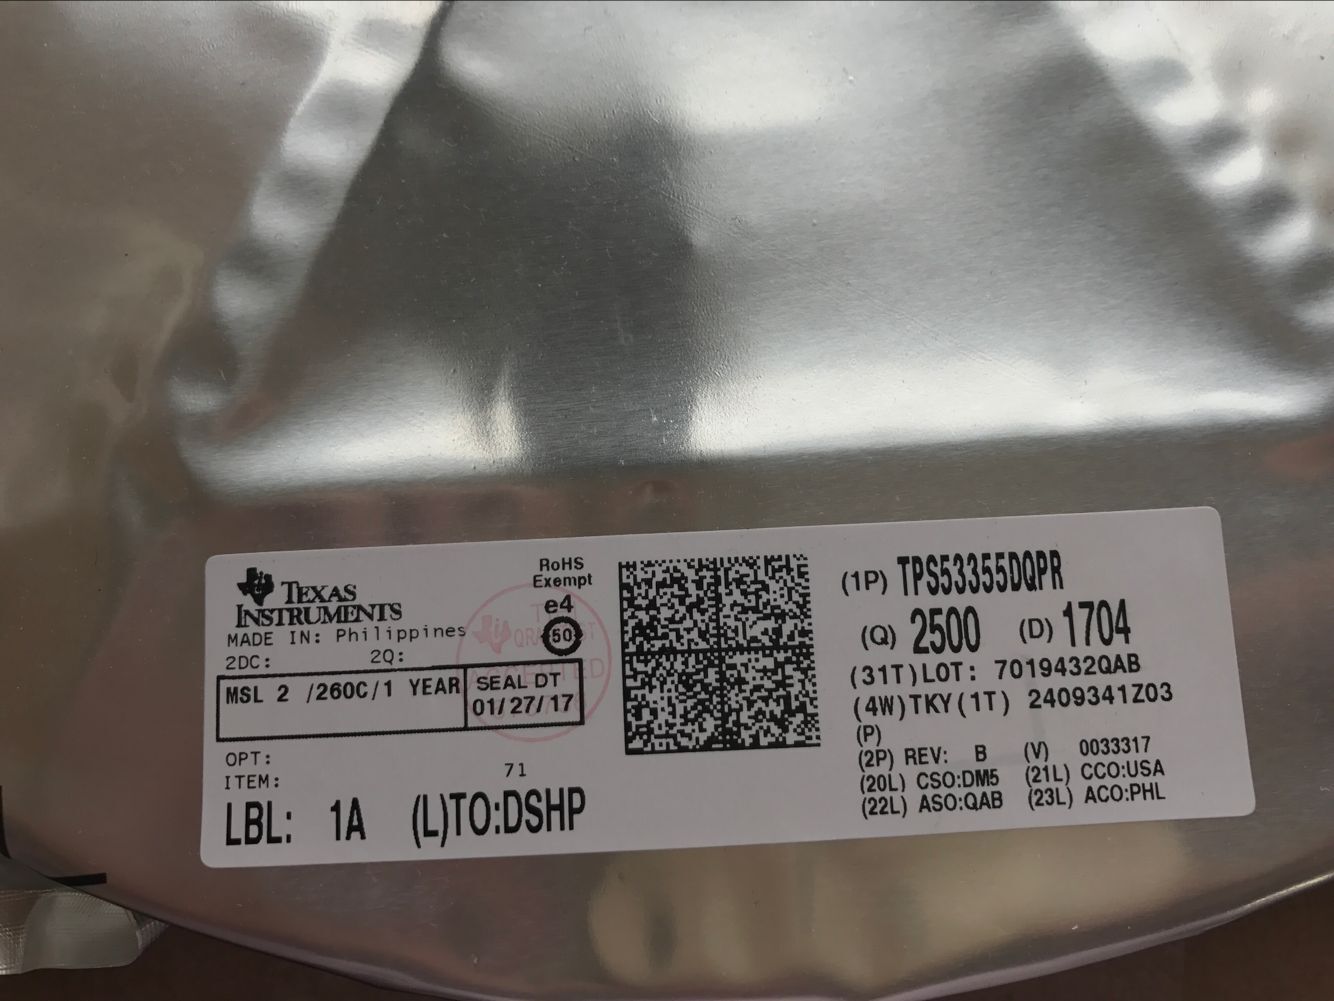 TEXAS
INSTRUMENTS
MADE IN: Philippines
2DC: 2Q:
MSL 2 /260C/1 YEAR
SEAL DT
01/27/17
OPT:
ITEM: 71
LBL: 1A (L)TO:DSHP
RoHS
Exempt
e4
50
ACCEPTED
(1P) TPS53355DQPR
(Q) 2500 (D) 1704
(31T)LOT: 7019432QAB
(4W)TKY(1T) 2409341Z03
(P)
(2P) REV: B (V) 0033317
(20L) CSO:DM5 (21L) CCO:USA
(22L) ASO:QAB (23L) ACO:PHL